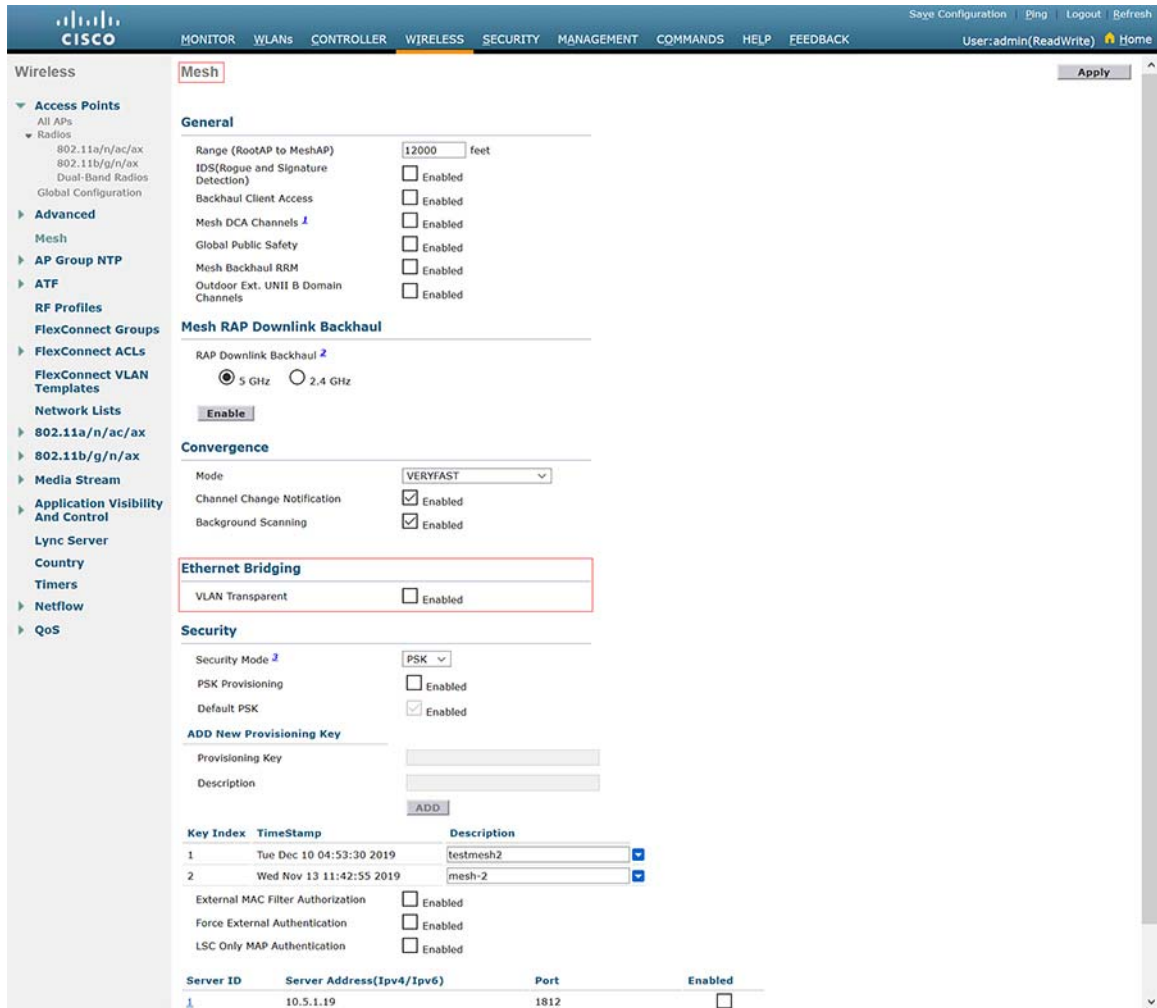 Save Configuration | Ping | Logout | Refresh
CISCO
MONITOR WLANs CONTROLLER WIRELESS SECURITY MANAGEMENT COMMANDS HELP FEEDBACK
User:admin(ReadWrite) Home
Wireless
Access Points
All APs
Radios
802.11a/n/ac/ax
802.11b/g/n/ax
Dual-Band Radios
Global Configuration
Advanced
Mesh
AP Group NTP
ATF
RF Profiles
FlexConnect Groups
FlexConnect ACLs
FlexConnect VLAN
Templates
Network Lists
802.11a/n/ac/ax
802.11b/g/n/ax
Media Stream
Application Visibility
And Control
Lync Server
Country
Timers
Netflow
QoS
Mesh
Apply
General
Range (RootAP to MeshAP) 12000 feet
IDS(Rogue and Signature
Detection) Enabled
Backhaul Client Access Enabled
Mesh DCA Channels 1 Enabled
Global Public Safety Enabled
Mesh Backhaul RRM Enabled
Outdoor Ext. UNII B Domain
Channels Enabled
Mesh RAP Downlink Backhaul
RAP Downlink Backhaul 2
5 GHz 2.4 GHz
Enable
Convergence
Mode VERYFAST
Channel Change Notification Enabled
Background Scanning Enabled
Ethernet Bridging
VLAN Transparent Enabled
Security
Security Mode 3 PSK
PSK Provisioning Enabled
Default PSK Enabled
ADD New Provisioning Key
Provisioning Key
Description
ADD
Key Index TimeStamp Description
1 Tue Dec 10 04:53:30 2019 testmesh2
2 Wed Nov 13 11:42:55 2019 mesh-2
External MAC Filter Authorization Enabled
Force External Authentication Enabled
LSC Only MAP Authentication Enabled
Server ID Server Address(Ipv4/Ipv6) Port Enabled
1 10.5.1.19 1812